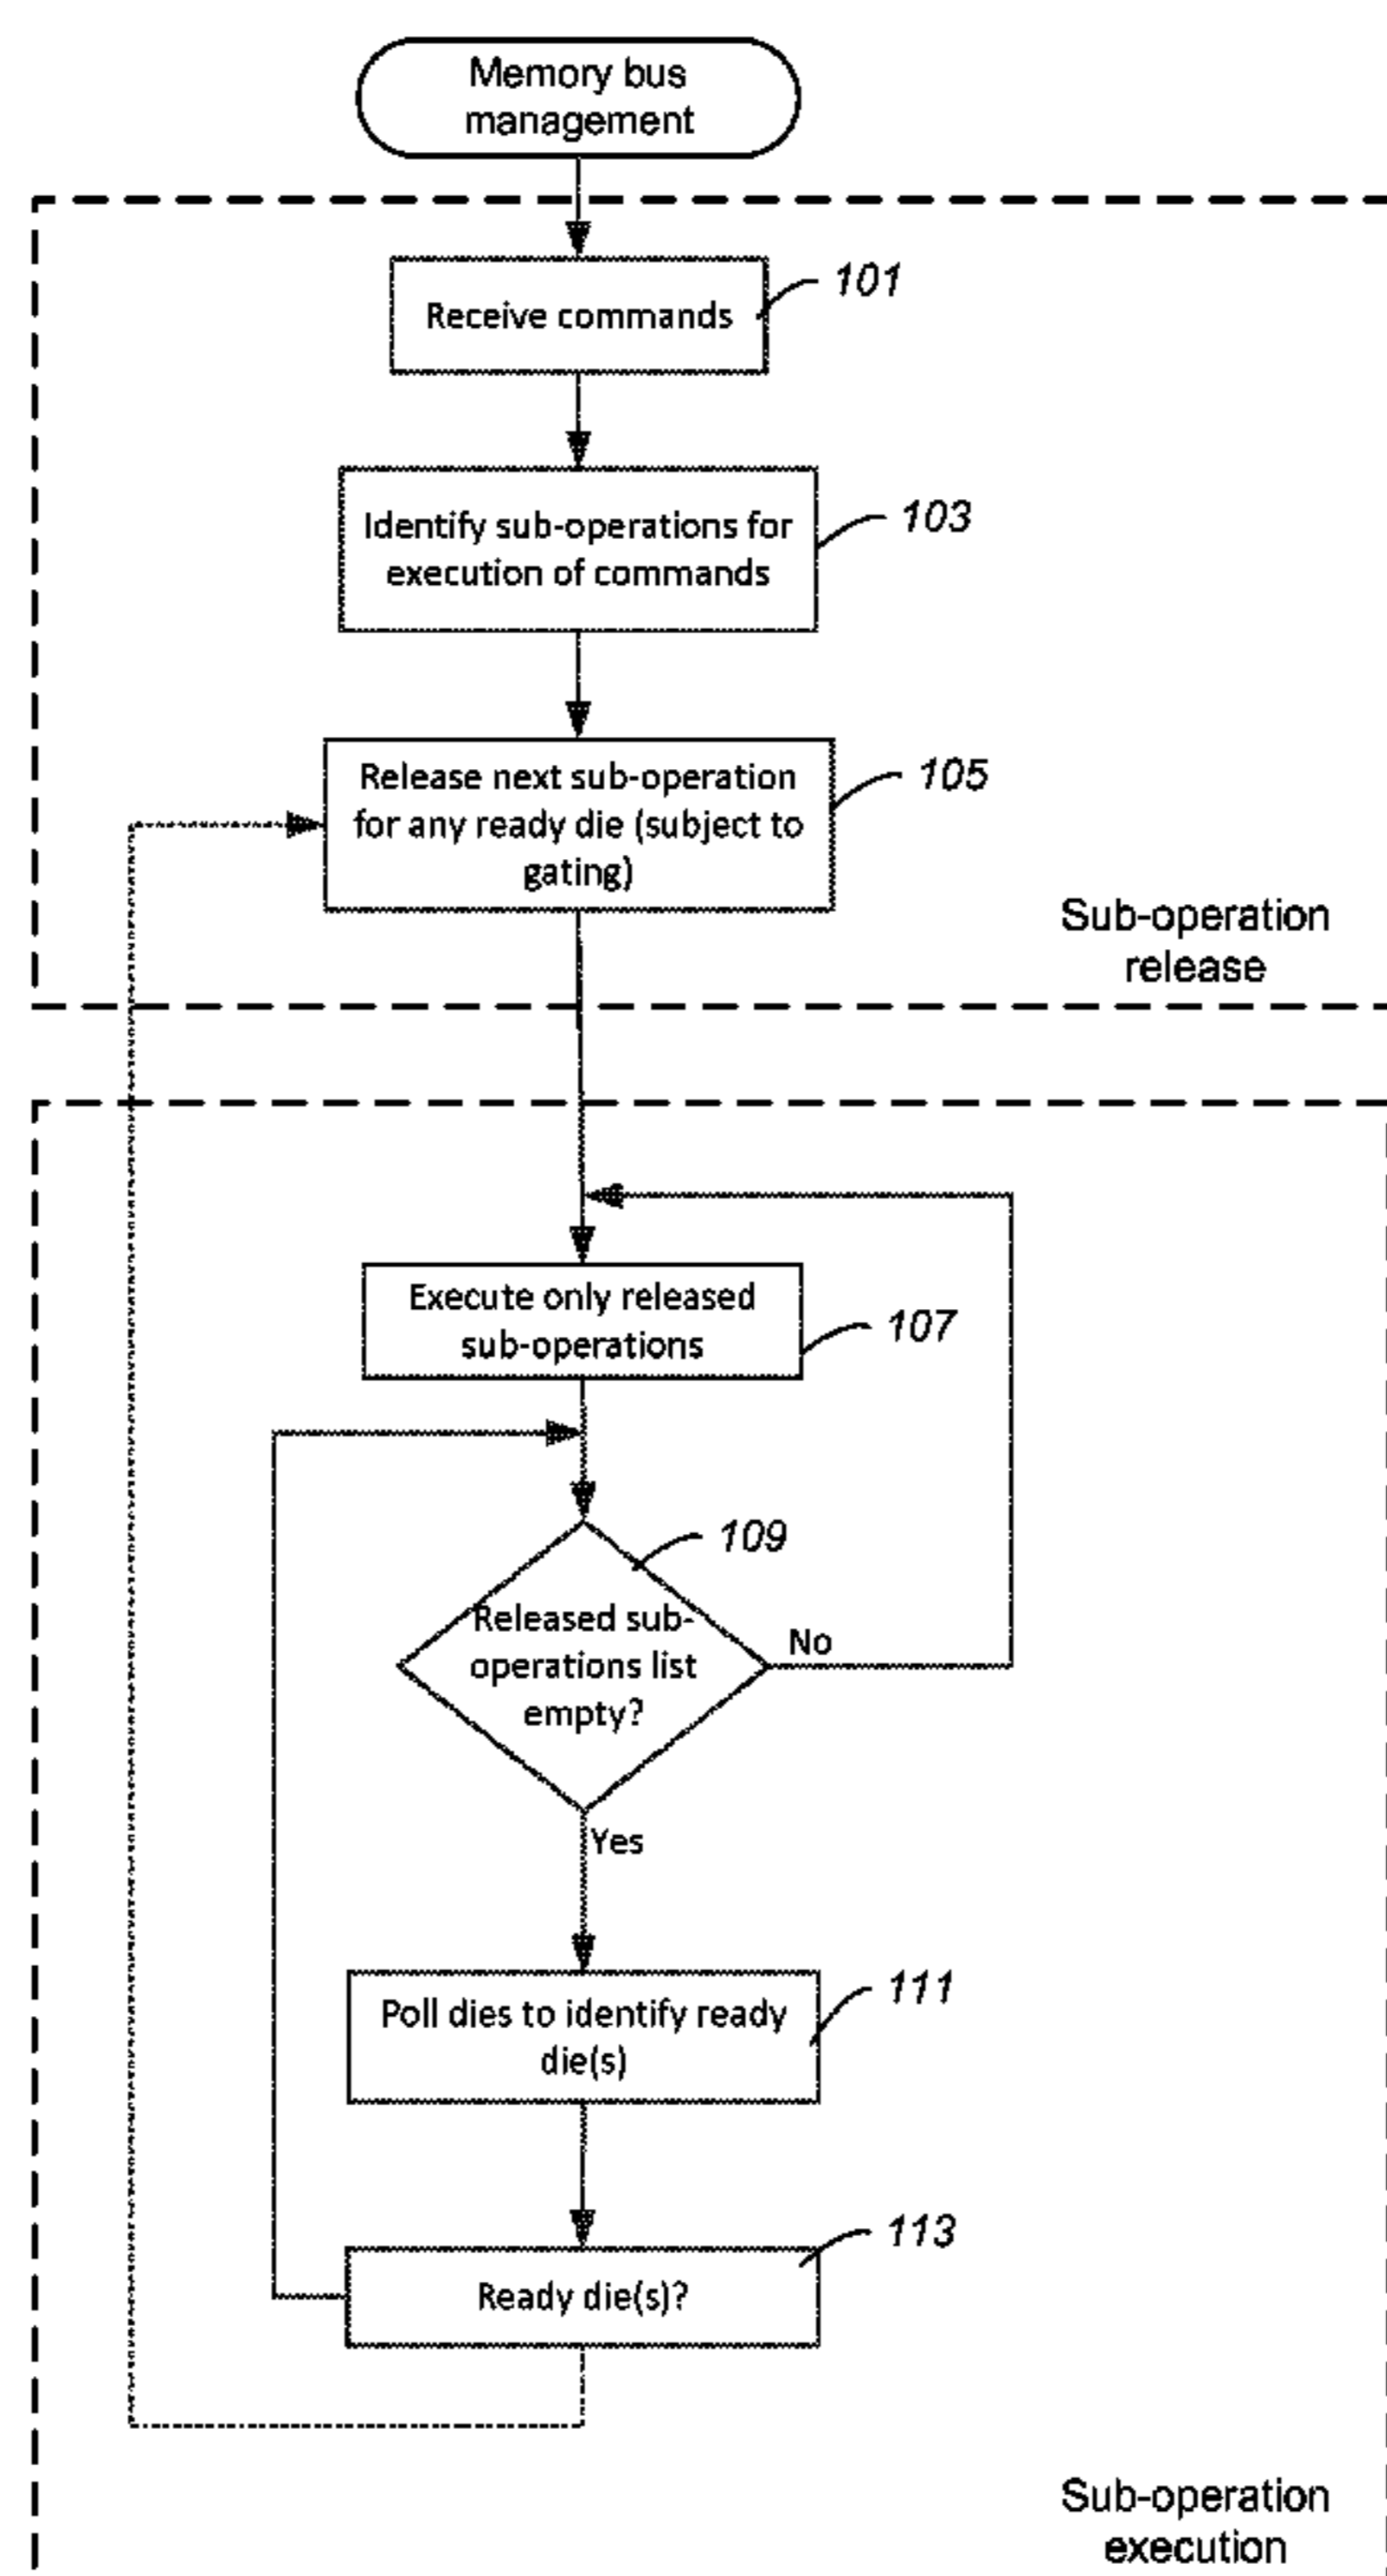 Memory bus
management
Receive commands
101
Identify sub-operations for
execution of commands
103
Release next sub-operation
for any ready die (subject to
gating)
105
Sub-operation
release
Execute only released
sub-operations
107
109
Released sub-
operations list
empty?
No
Yes
Poll dies to identify ready
die(s)
111
Ready die(s)?
113
Sub-operation
execution